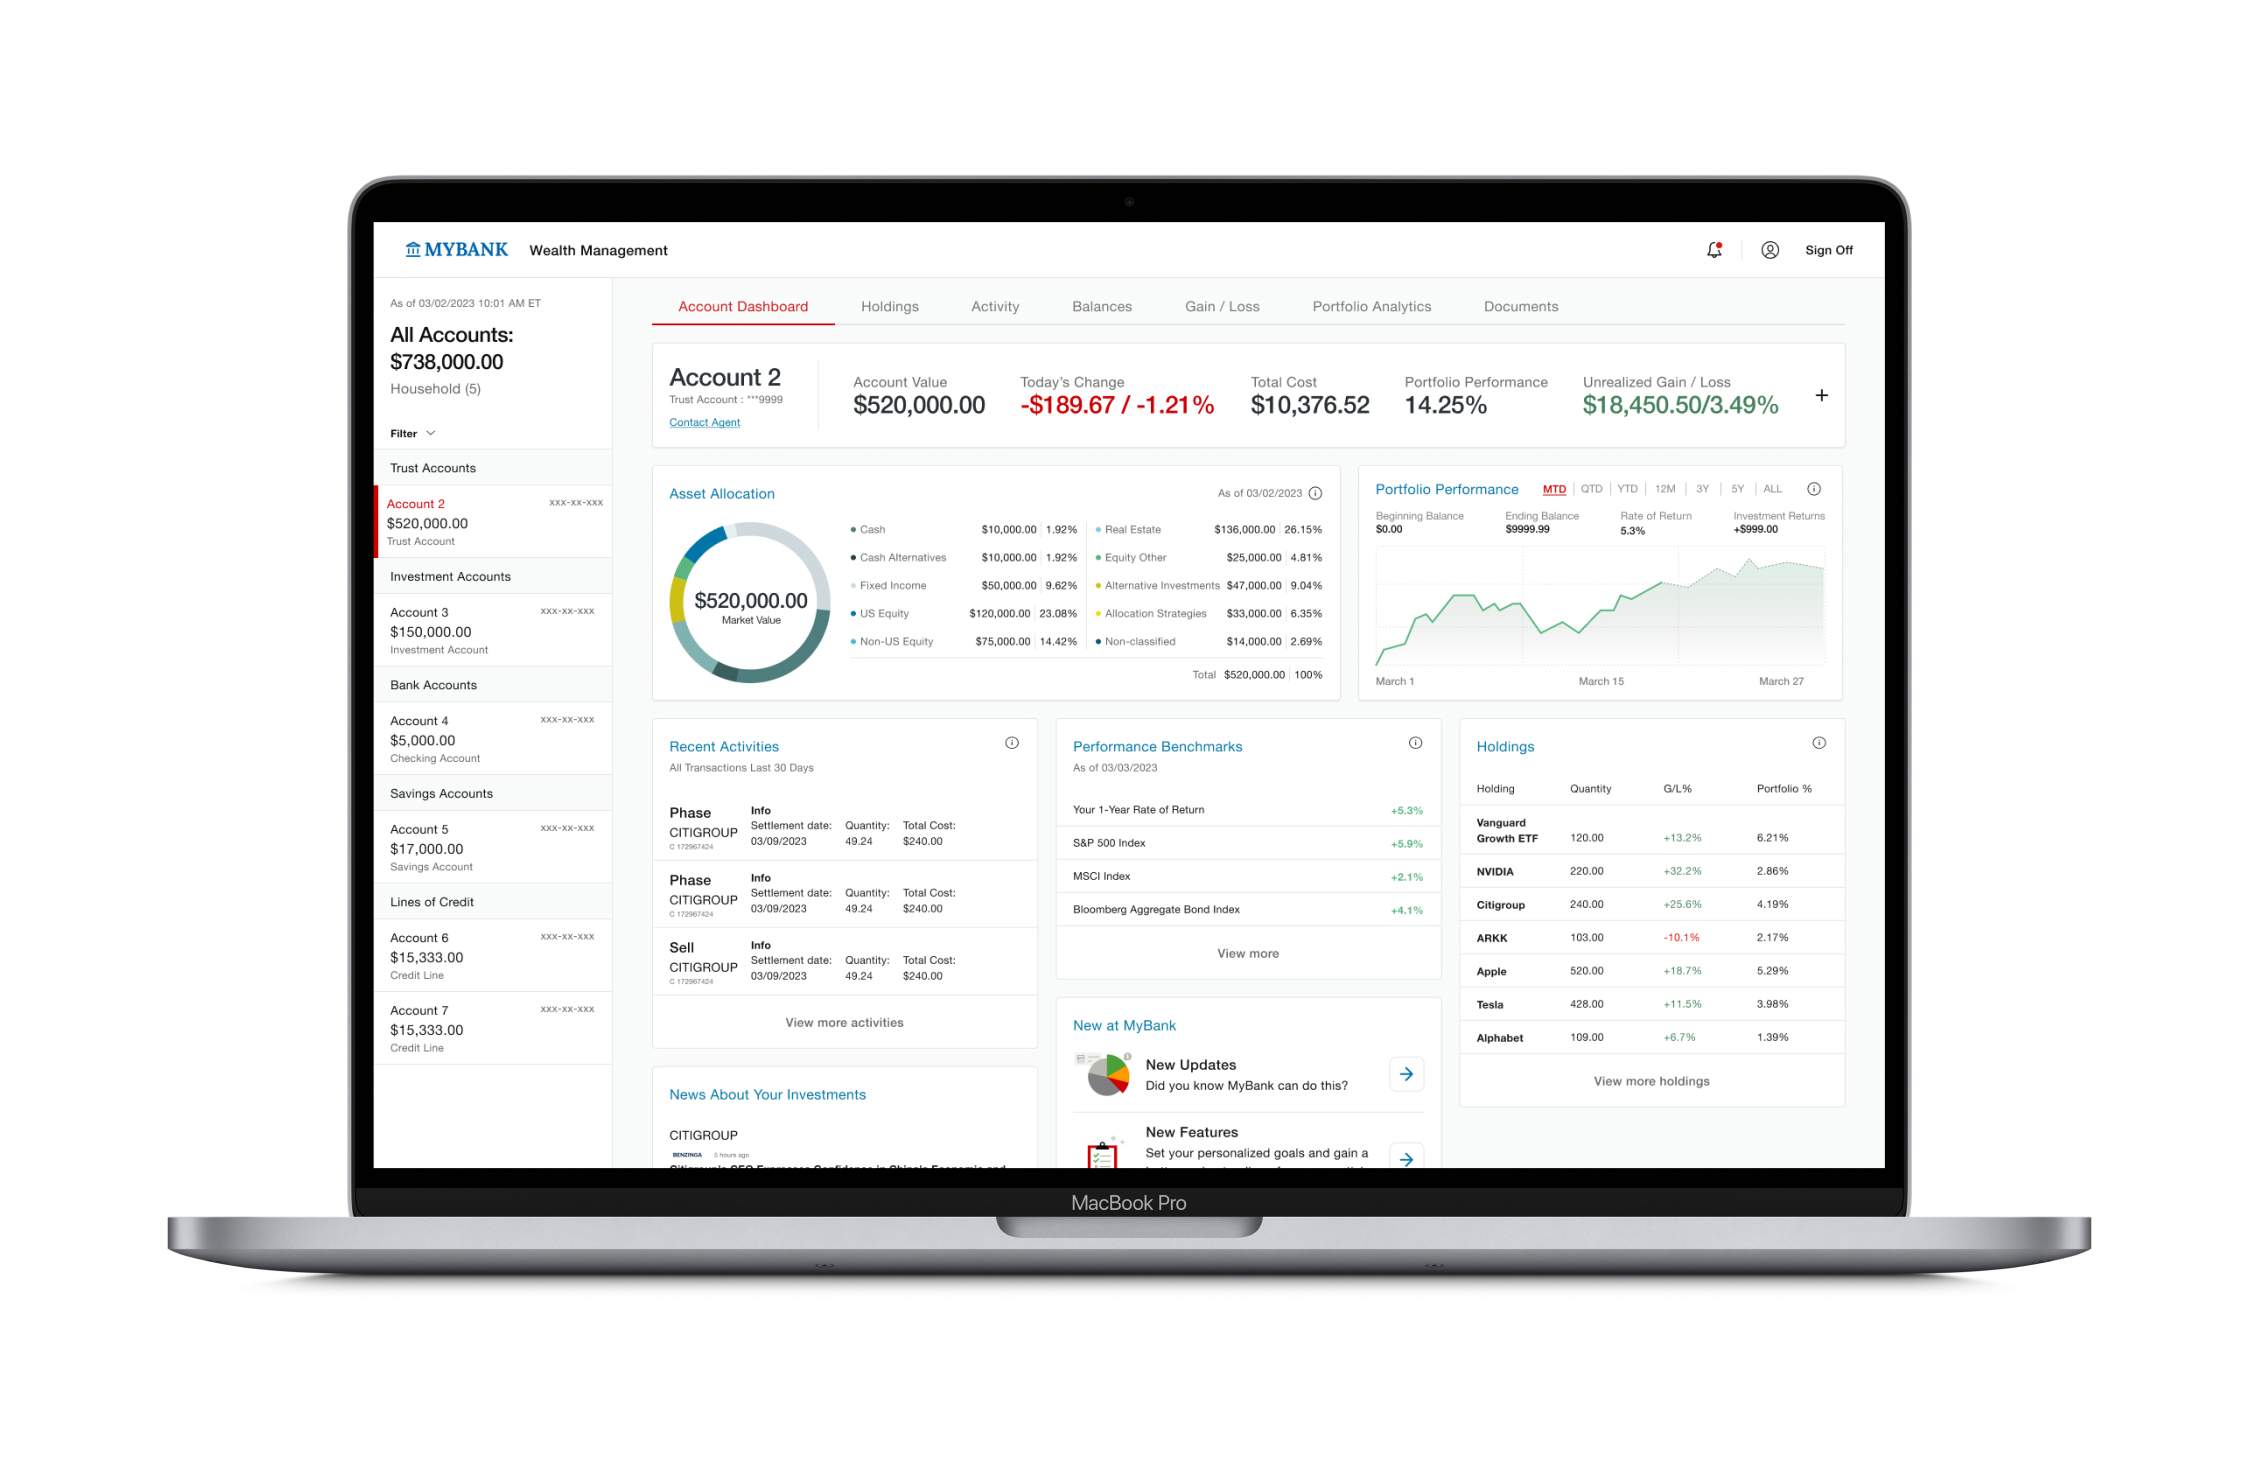 MYBANK Wealth Management
Sign Off
As of 03/02/2023 10:01 AM ET
All Accounts:
$738,000.00
Household (5)
Filter
Trust Accounts
Account 2 xxx-xx-xxx
$520,000.00
Trust Account
Investment Accounts
Account 3 xxx-xx-xxx
$150,000.00
Investment Account
Bank Accounts
Account 4 xxx-xx-xxx
$5,000.00
Checking Account
Savings Accounts
Account 5 xxx-xx-xxx
$17,000.00
Savings Account
Lines of Credit
Account 6 xxx-xx-xxx
$15,333.00
Credit Line
Account 7 xxx-xx-xxx
$15,333.00
Credit Line
Account Dashboard Holdings Activity Balances Gain / Loss Portfolio Analytics Documents
Account 2
Trust Account : ***9999
Contact Agent
Account Value
$520,000.00
Today's Change
-$189.67 / -1.21%
Total Cost
$10,376.52
Portfolio Performance
14.25%
Unrealized Gain / Loss
$18,450.50/3.49%
Asset Allocation As of 03/02/2023
$520,000.00
Market Value
Cash $10,000.00 1.92%
Cash Alternatives $10,000.00 1.92%
Fixed Income $50,000.00 9.62%
US Equity $120,000.00 23.08%
Non-US Equity $75,000.00 14.42%
Real Estate $136,000.00 26.15%
Equity Other $25,000.00 4.81%
Alternative Investments $47,000.00 9.04%
Allocation Strategies $33,000.00 6.35%
Non-classified $14,000.00 2.69%
Total $520,000.00 100%
Portfolio Performance MTD QTD YTD 12M 3Y 5Y ALL
Beginning Balance Ending Balance Rate of Return Investment Returns
$0.00 $9999.99 5.3% +$999.00
March 1 March 15 March 27
Recent Activities
All Transactions Last 30 Days
Phase
CITIGROUP
C 172967424
Info
Settlement date: Quantity: Total Cost:
03/09/2023 49.24 $240.00
Phase
CITIGROUP
C 172967424
Info
Settlement date: Quantity: Total Cost:
03/09/2023 49.24 $240.00
Sell
CITIGROUP
C 172967424
Info
Settlement date: Quantity: Total Cost:
03/09/2023 49.24 $240.00
View more activities
News About Your Investments
CITIGROUP
BENZINGA 5 hours ago
Citigroup's CEO Expresses Confidence in China's Economic and
Performance Benchmarks
As of 03/03/2023
Your 1-Year Rate of Return +5.3%
S&P 500 Index +5.9%
MSCI Index +2.1%
Bloomberg Aggregate Bond Index +4.1%
View more
New at MyBank
New Updates
Did you know MyBank can do this?
New Features
Set your personalized goals and gain a
Holdings
Holding Quantity G/L% Portfolio %
Vanguard
Growth ETF 120.00 +13.2% 6.21%
NVIDIA 220.00 +32.2% 2.86%
Citigroup 240.00 +25.6% 4.19%
ARKK 103.00 -10.1% 2.17%
Apple 520.00 +18.7% 5.29%
Tesla 428.00 +11.5% 3.98%
Alphabet 109.00 +6.7% 1.39%
View more holdings
MacBook Pro